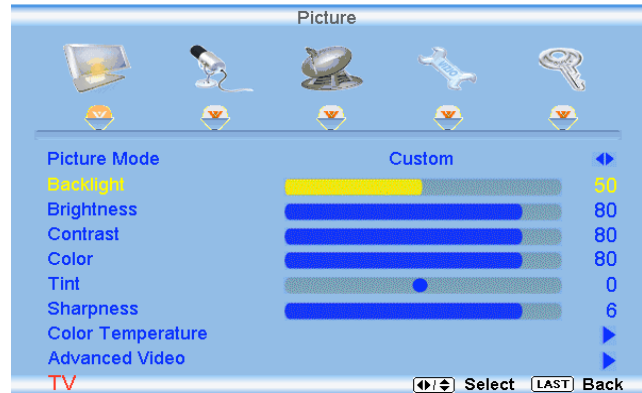 Picture
Picture Mode Custom
Backlight 50
Brightness 80
Contrast 80
Color 80
Tint 0
Sharpness 6
Color Temperature
Advanced Video
TV Select LAST Back